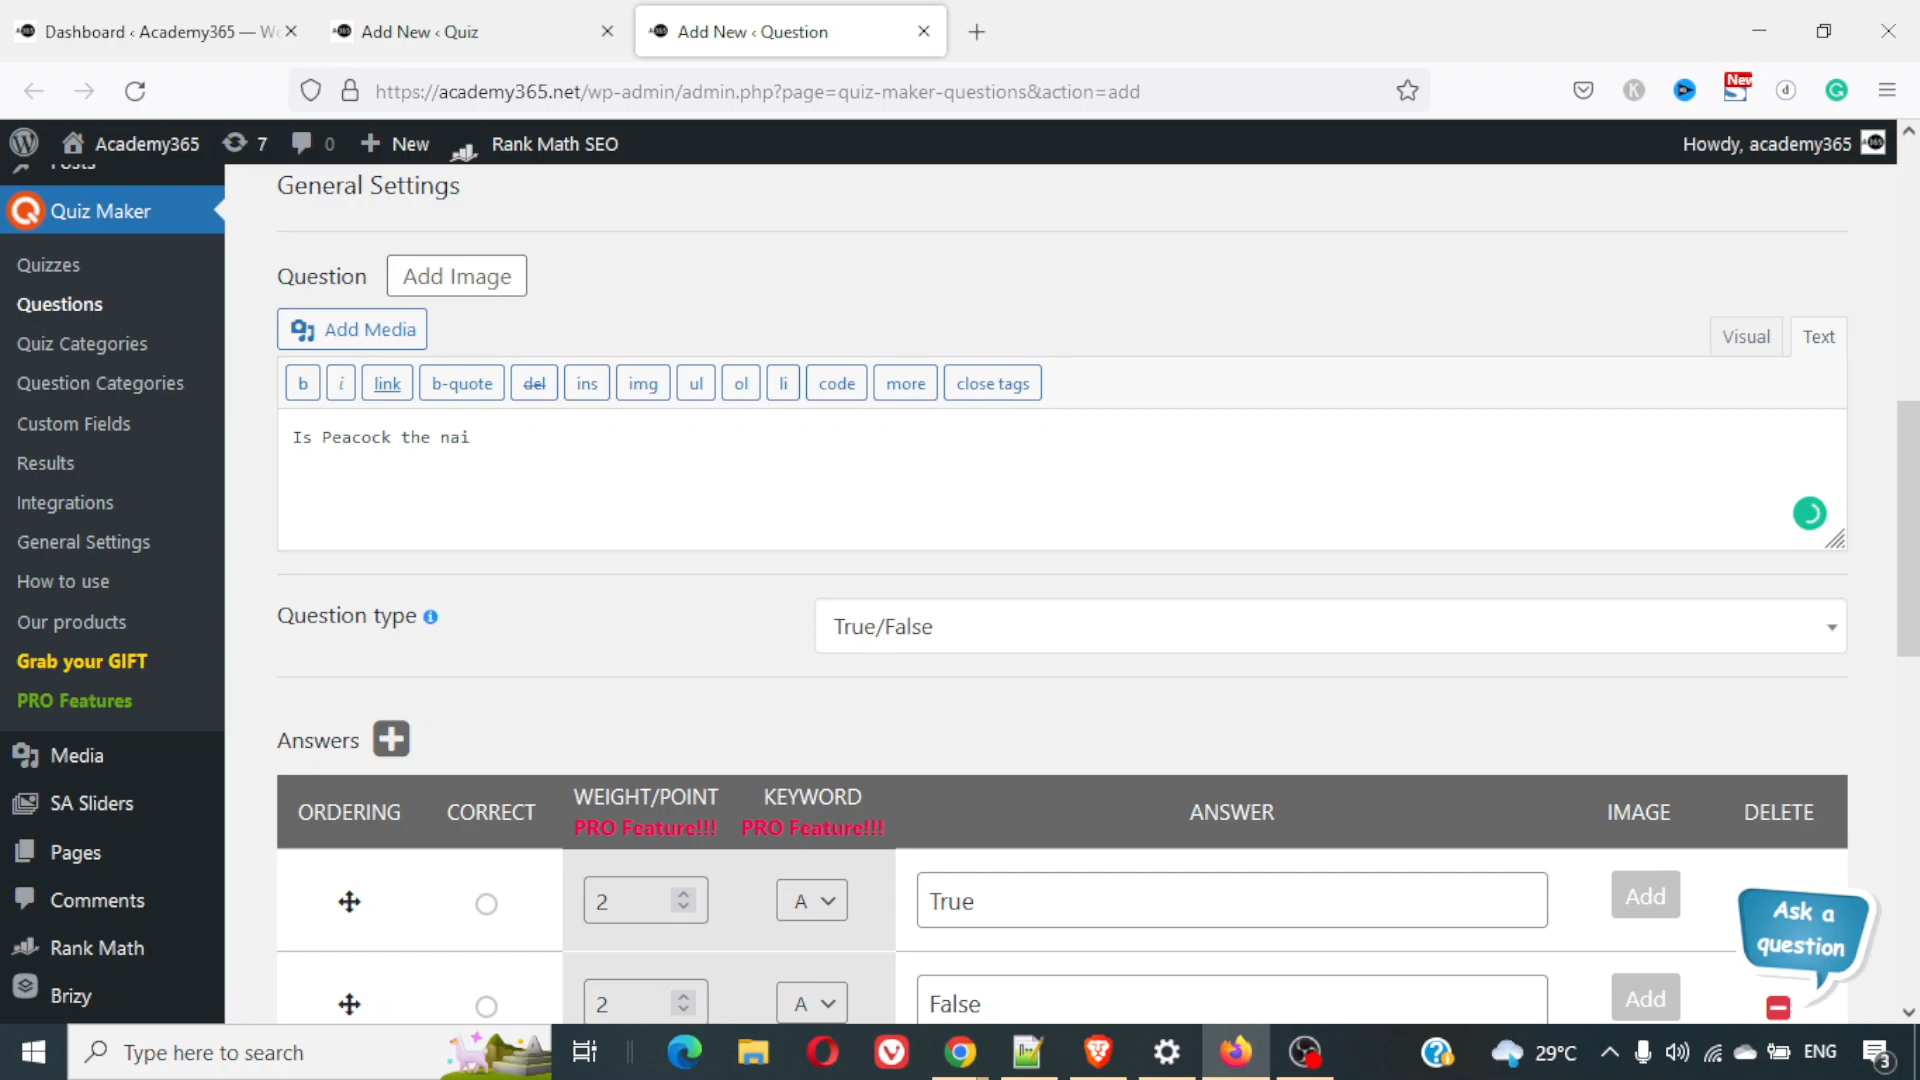 Dashboard ‹ Academy365 — Wo
Add New ‹ Quiz
Add New ‹ Question
https://academy365.net/wp-admin/admin.php?page=quiz-maker-questions&action=add
New
Academy365
7
0
New
Rank Math SEO
Howdy, academy365
Posts
Quiz Maker
Quizzes
Questions
Quiz Categories
Question Categories
Custom Fields
Results
Integrations
General Settings
How to use
Our products
Grab your GIFT
PRO Features
Media
SA Sliders
Pages
Comments
Rank Math
Brizy
General Settings
Question
Add Image
Add Media
Visual
Text
b
i
link
b-quote
del
ins
img
ul
ol
li
code
more
close tags
Is Peacock the nai
Question type
True/False
Answers
ORDERING
CORRECT
WEIGHT/POINT
PRO Feature!!!
KEYWORD
PRO Feature!!!
ANSWER
IMAGE
DELETE
2
A
True
Add
2
A
False
Add
Ask a
question
Type here to search
29°C
ENG
3